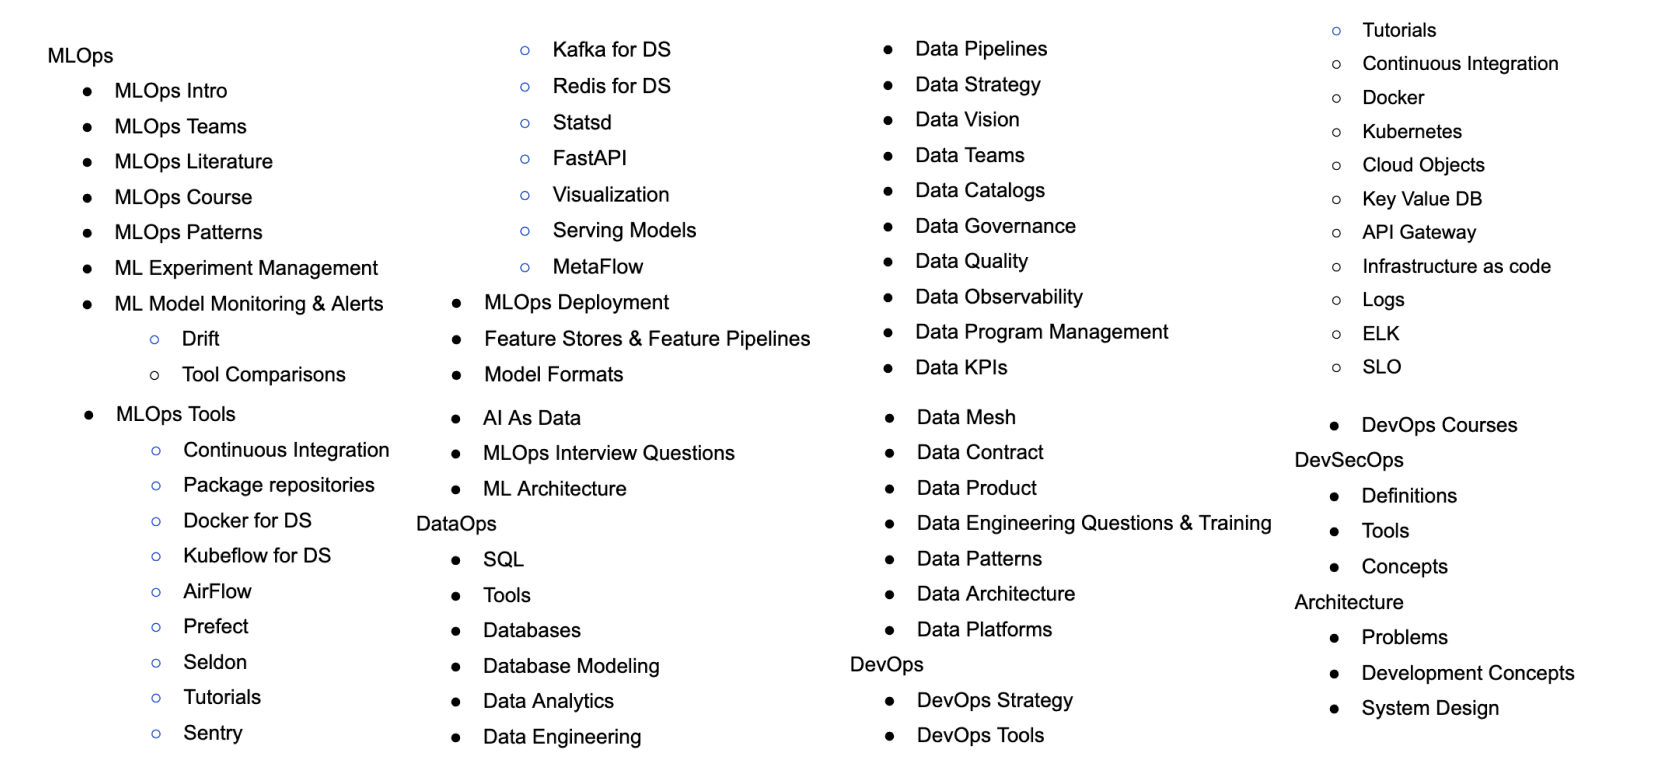 MLOps
MLOps Intro
MLOps Teams
MLOps Literature
MLOps Course
MLOps Patterns
ML Experiment Management
ML Model Monitoring & Alerts
Drift
Tool Comparisons
MLOps Tools
Continuous Integration
Package repositories
Docker for DS
Kubeflow for DS
AirFlow
Prefect
Seldon
Tutorials
Sentry
Kafka for DS
Redis for DS
Statsd
FastAPI
Visualization
Serving Models
MetaFlow
MLOps Deployment
Feature Stores & Feature Pipelines
Model Formats
AI As Data
MLOps Interview Questions
ML Architecture
DataOps
SQL
Tools
Databases
Database Modeling
Data Analytics
Data Engineering
Data Pipelines
Data Strategy
Data Vision
Data Teams
Data Catalogs
Data Governance
Data Quality
Data Observability
Data Program Management
Data KPIs
Data Mesh
Data Contract
Data Product
Data Engineering Questions & Training
Data Patterns
Data Architecture
Data Platforms
DevOps
DevOps Strategy
DevOps Tools
Tutorials
Continuous Integration
Docker
Kubernetes
Cloud Objects
Key Value DB
API Gateway
Infrastructure as code
Logs
ELK
SLO
DevOps Courses
DevSecOps
Definitions
Tools
Concepts
Architecture
Problems
Development Concepts
System Design